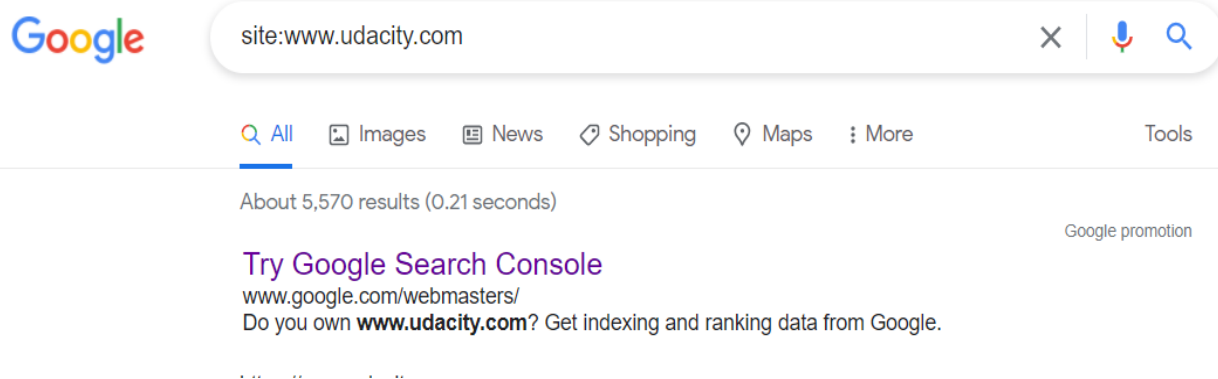 Google
site:www.udacity.com
All Images News Shopping Maps More Tools
About 5,570 results (0.21 seconds)
Google promotion
Try Google Search Console
www.google.com/webmasters/
Do you own www.udacity.com? Get indexing and ranking data from Google.